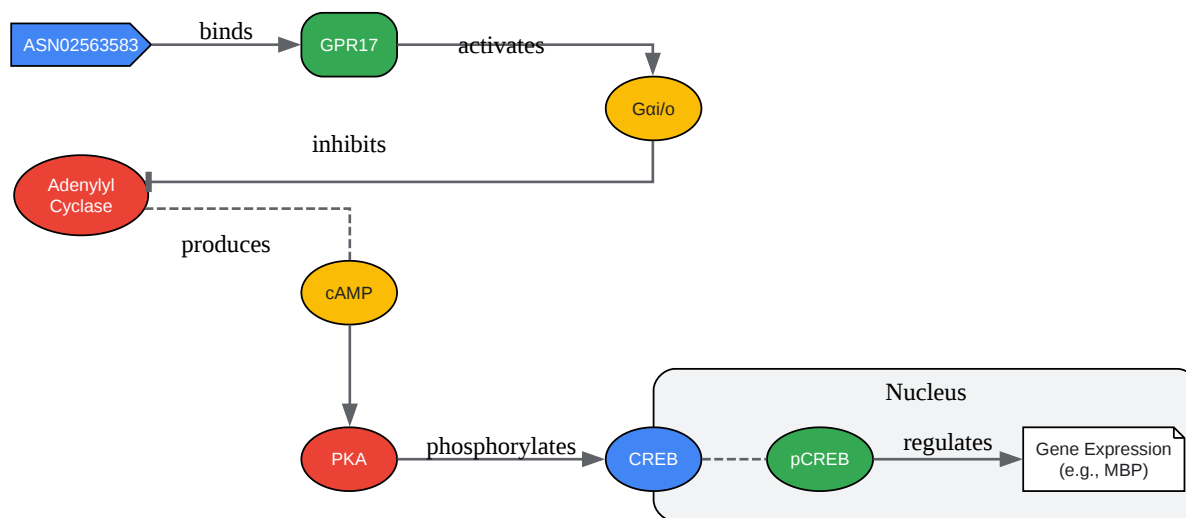 ASN02563583
binds
GPR17
activates
Gαi/o
inhibits
Adenylyl
Cyclase
produces
cAMP
Nucleus
PKA
phosphorylates
CREB
pCREB
regulates
Gene Expression
(e.g., MBP)